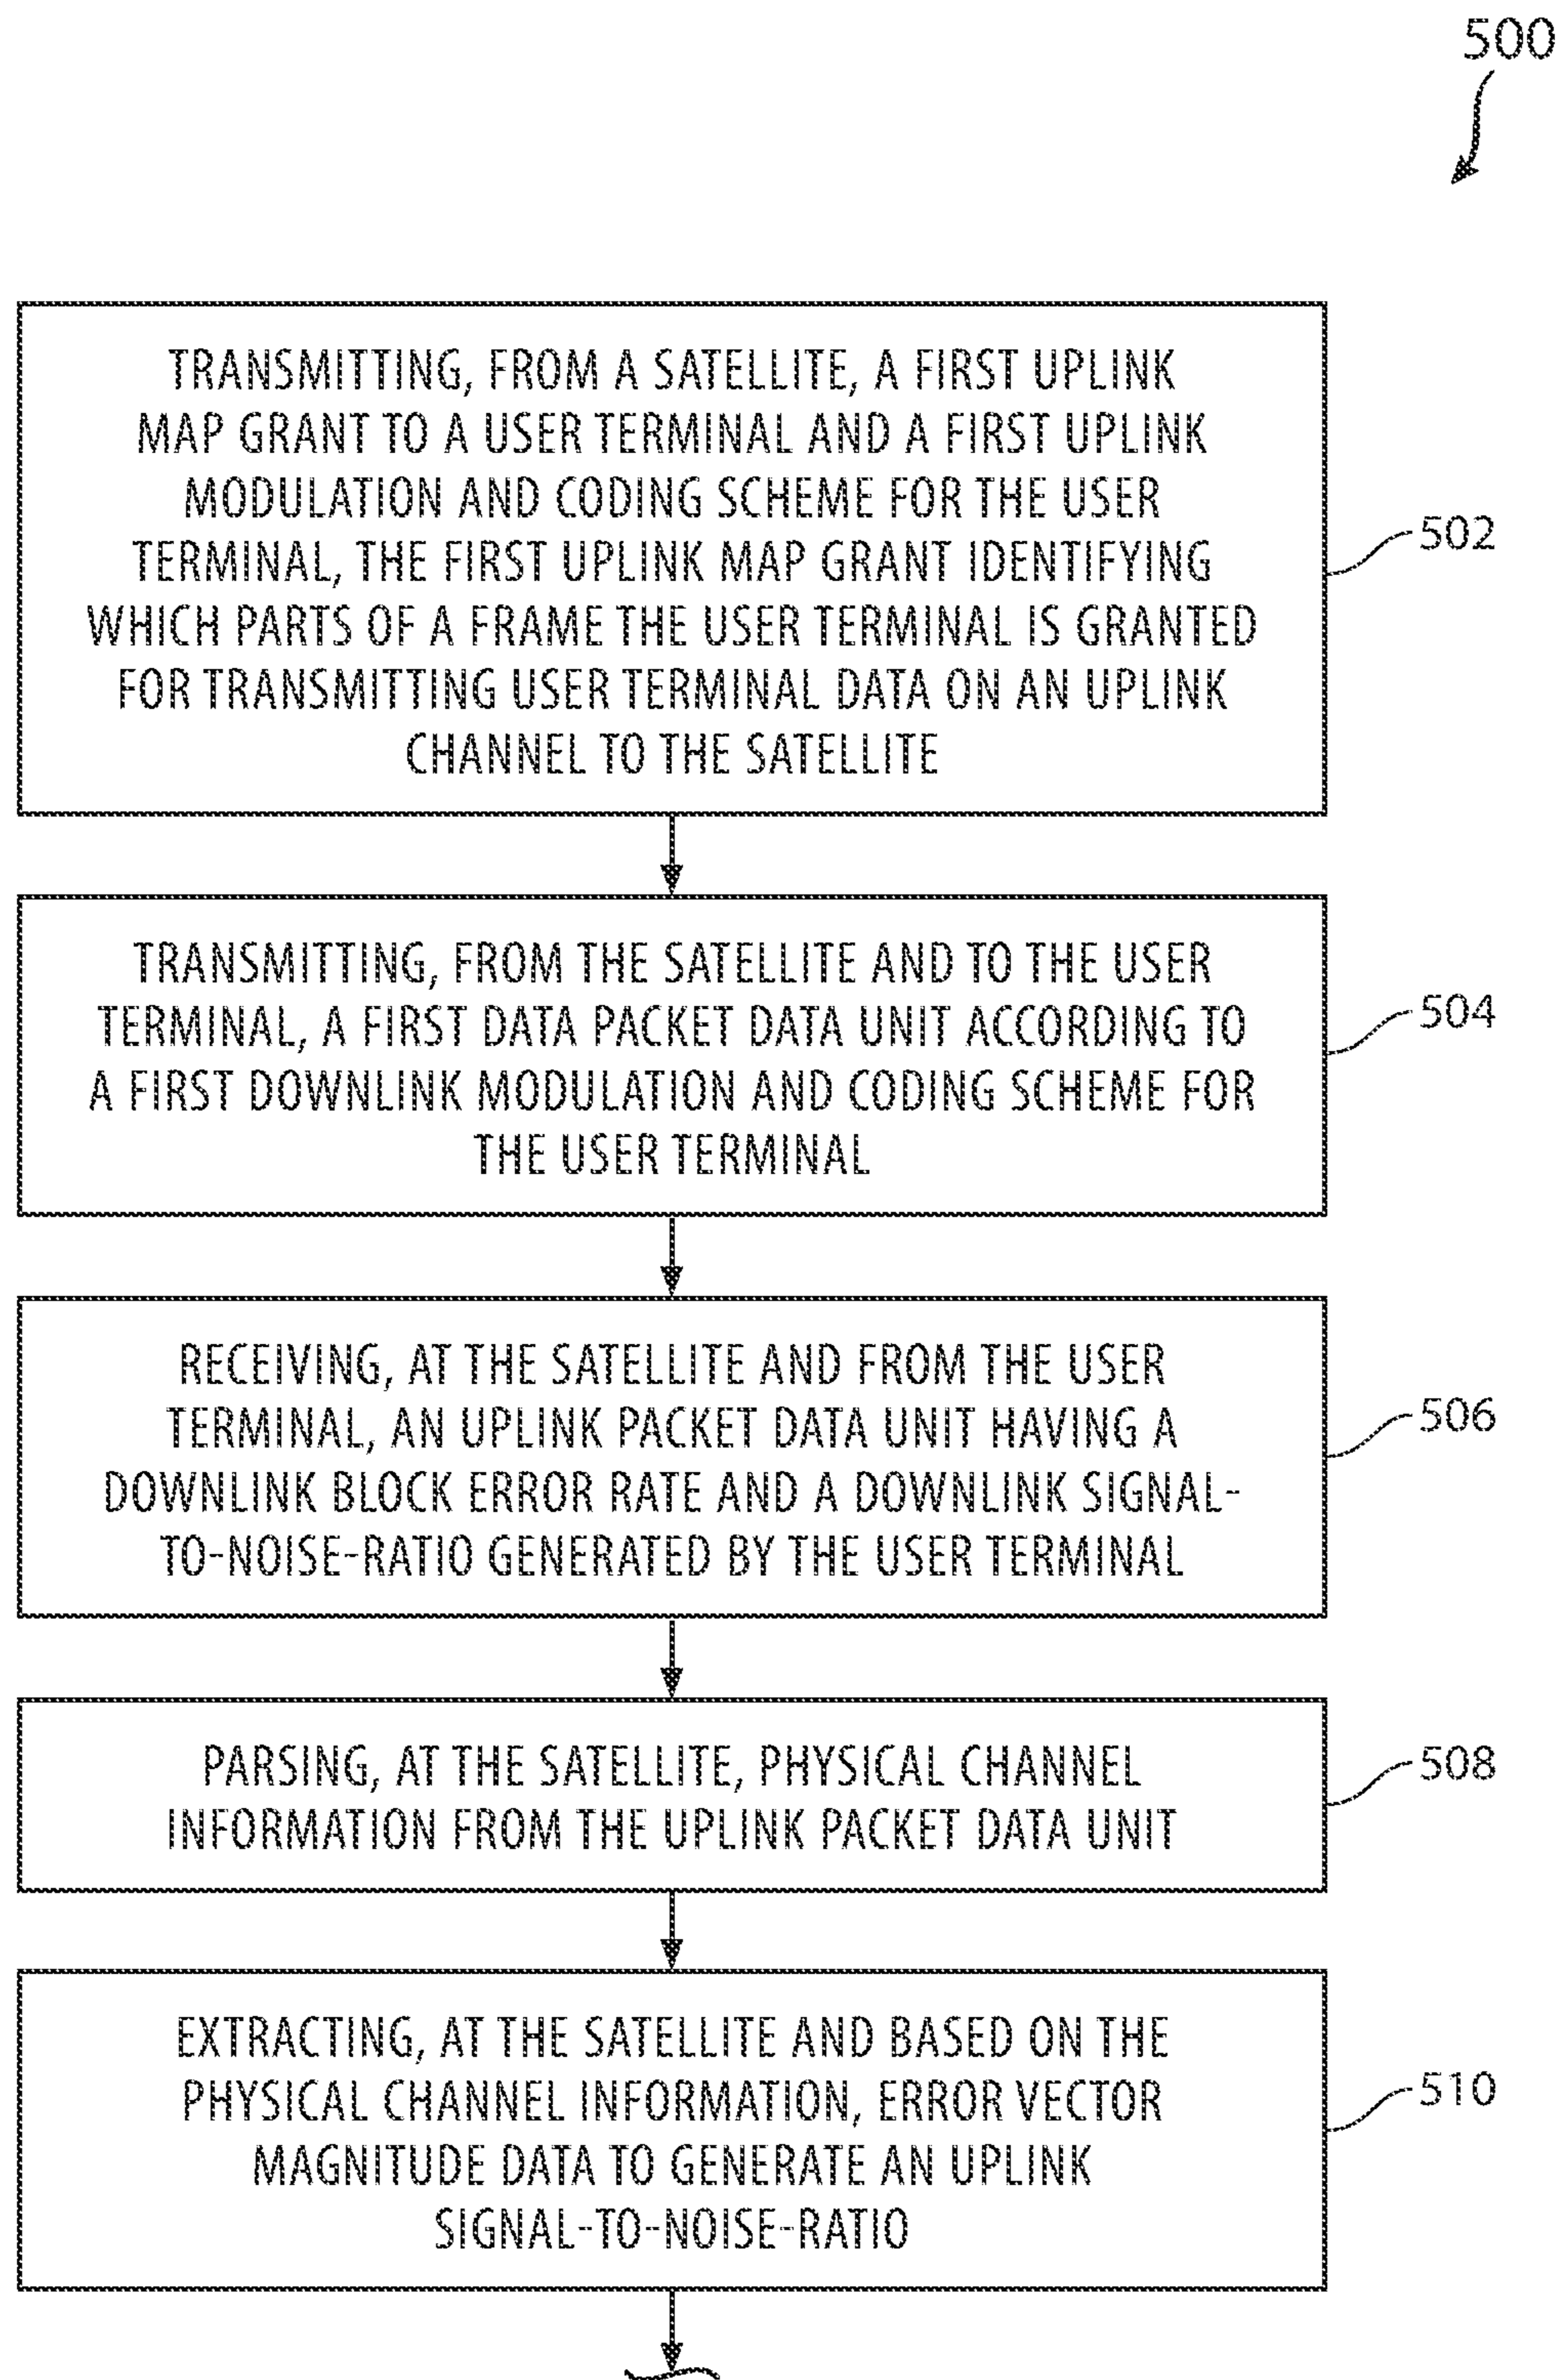 500
TRANSMITTING, FROM A SATELLITE, A FIRST UPLINK
MAP GRANT TO A USER TERMINAL AND A FIRST UPLINK
MODULATION AND CODING SCHEME FOR THE USER
TERMINAL, THE FIRST UPLINK MAP GRANT IDENTIFYING
WHICH PARTS OF A FRAME THE USER TERMINAL IS GRANTED
FOR TRANSMITTING USER TERMINAL DATA ON AN UPLINK
CHANNEL TO THE SATELLITE
502
TRANSMITTING, FROM THE SATELLITE AND TO THE USER
TERMINAL, A FIRST DATA PACKET DATA UNIT ACCORDING TO
A FIRST DOWNLINK MODULATION AND CODING SCHEME FOR
THE USER TERMINAL
504
RECEIVING, AT THE SATELLITE AND FROM THE USER
TERMINAL, AN UPLINK PACKET DATA UNIT HAVING A
DOWNLINK BLOCK ERROR RATE AND A DOWNLINK SIGNAL-
TO-NOISE-RATIO GENERATED BY THE USER TERMINAL
506
PARSING, AT THE SATELLITE, PHYSICAL CHANNEL
INFORMATION FROM THE UPLINK PACKET DATA UNIT
508
EXTRACTING, AT THE SATELLITE AND BASED ON THE
PHYSICAL CHANNEL INFORMATION, ERROR VECTOR
MAGNITUDE DATA TO GENERATE AN UPLINK
SIGNAL-TO-NOISE-RATIO
510